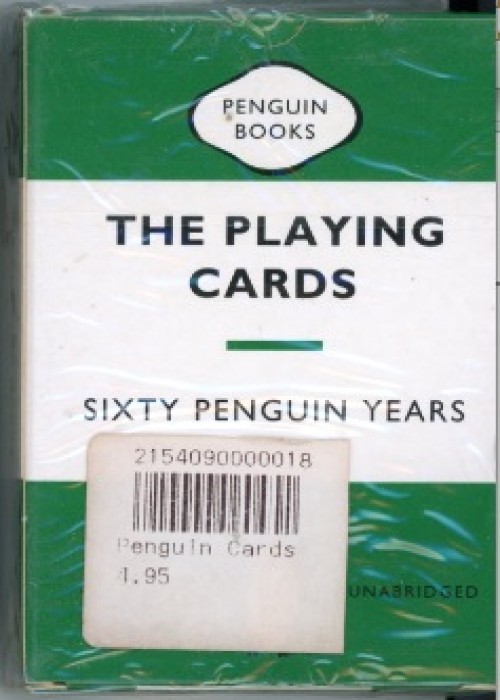 PENGUIN
BOOKS
THE PLAYING
CARDS
SIXTY PENGUIN YEARS
2154090000018
Penguin Cards
4.95
UNABRIDGED